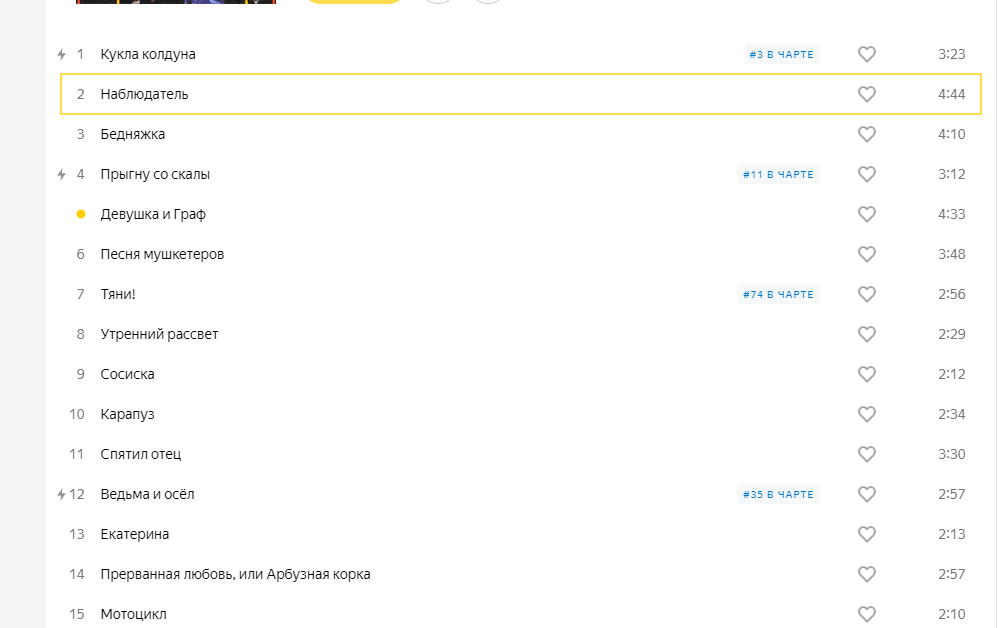 1 Кукла колдуна #3 В ЧАРТЕ 3:23
2 Наблюдатель 4:44
3 Бедняжка 4:10
4 Прыгну со скалы #11 В ЧАРТЕ 3:12
Девушка и Граф 4:33
6 Песня мушкетеров 3:48
7 Тяни! #74 В ЧАРТЕ 2:56
8 Утренний рассвет 2:29
9 Сосиска 2:12
10 Карапуз 2:34
11 Спятил отец 3:30
12 Ведьма и осёл #35 В ЧАРТЕ 2:57
13 Екатерина 2:13
14 Прерванная любовь, или Арбузная корка 2:57
15 Мотоцикл 2:10